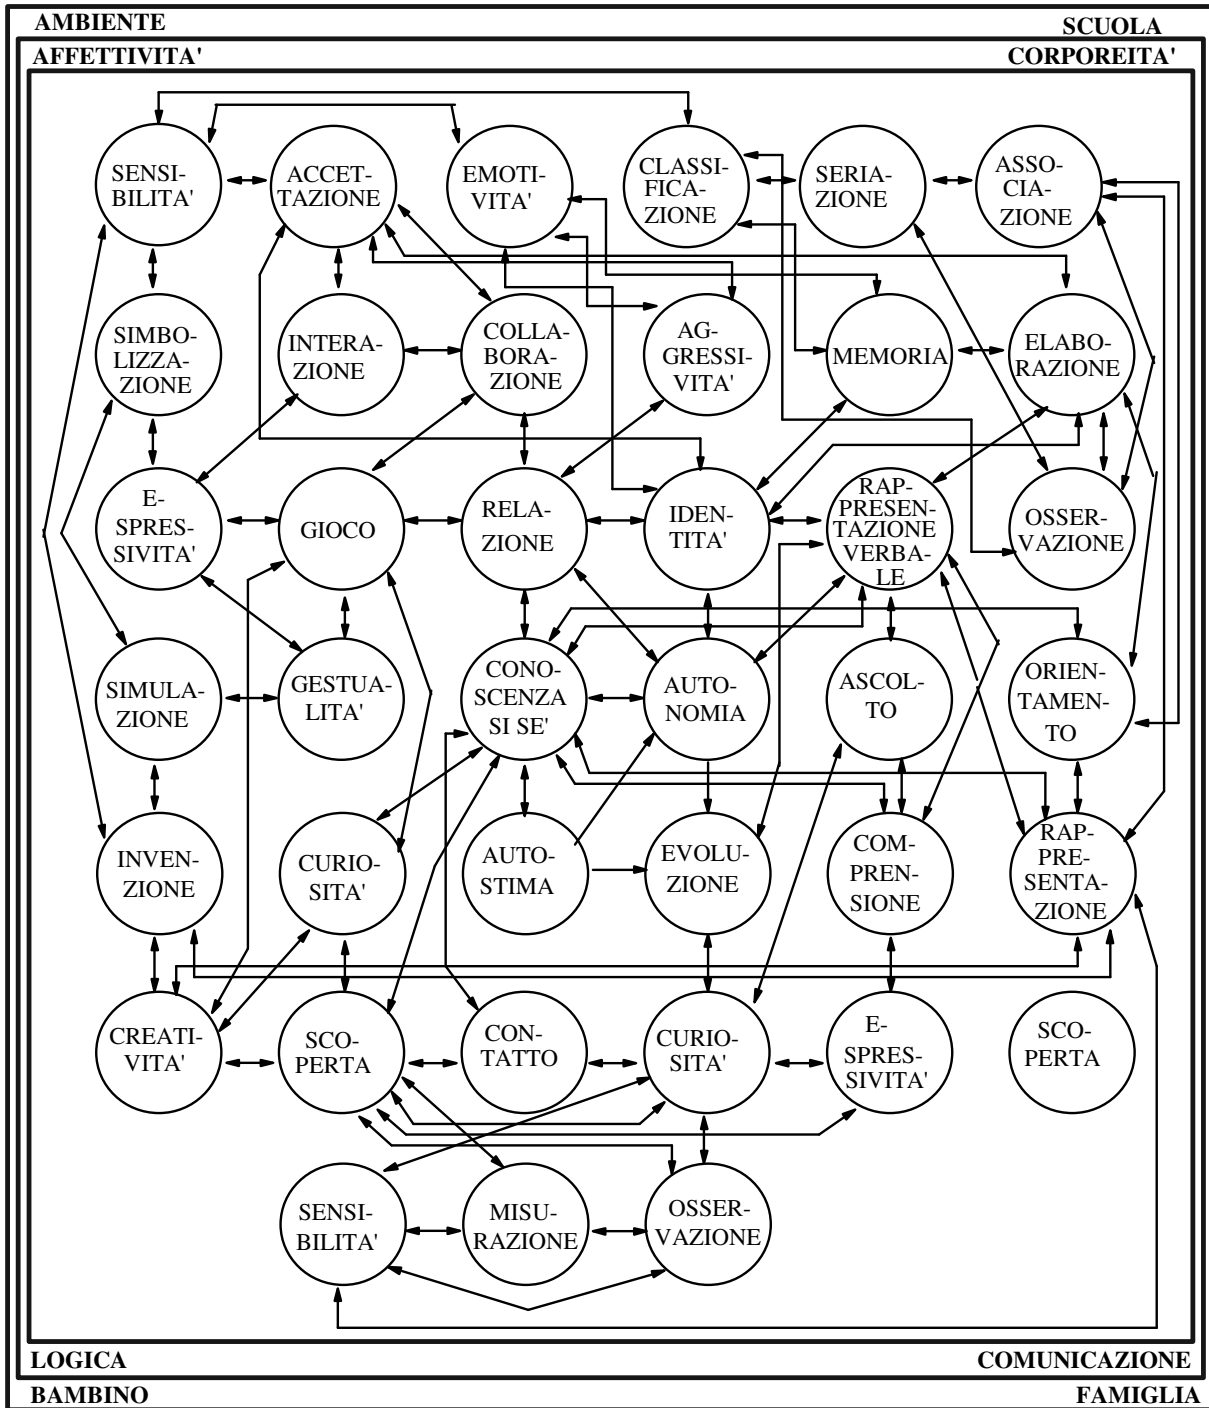 AMBIENTE
SCUOLA
AFFETTIVITA'
CORPOREITA'
SENSI-
BILITA'
ACCET-
TAZIONE
EMOTI-
VITA'
CLASSI-
FICA-
ZIONE
SERIA-
ZIONE
ASSO-
CIA-
ZIONE
SIMBO-
LIZZA-
ZIONE
INTERA-
ZIONE
COLLA-
BORA-
ZIONE
AG-
GRESSI-
VITA'
MEMORIA
ELABO-
RAZIONE
E-
SPRES-
SIVITA'
GIOCO
RELA-
ZIONE
IDEN-
TITA'
RAP-
PRESEN-
TAZIONE
VERBA-
LE
OSSER-
VAZIONE
SIMULA-
ZIONE
GESTUA-
LITA'
CONO-
SCENZA
SI SE'
AUTO-
NOMIA
ASCOL-
TO
ORIEN-
TAMEN-
TO
INVEN-
ZIONE
CURIO-
SITA'
AUTO-
STIMA
EVOLU-
ZIONE
COM-
PREN-
SIONE
RAP-
PRE-
SENTA-
ZIONE
CREATI-
VITA'
SCO-
PERTA
CON-
TATTO
CURIO-
SITA'
E-
SPRES-
SIVITA'
SCO-
PERTA
SENSI-
BILITA'
MISU-
RAZIONE
OSSER-
VAZIONE
LOGICA
COMUNICAZIONE
BAMBINO
FAMIGLIA